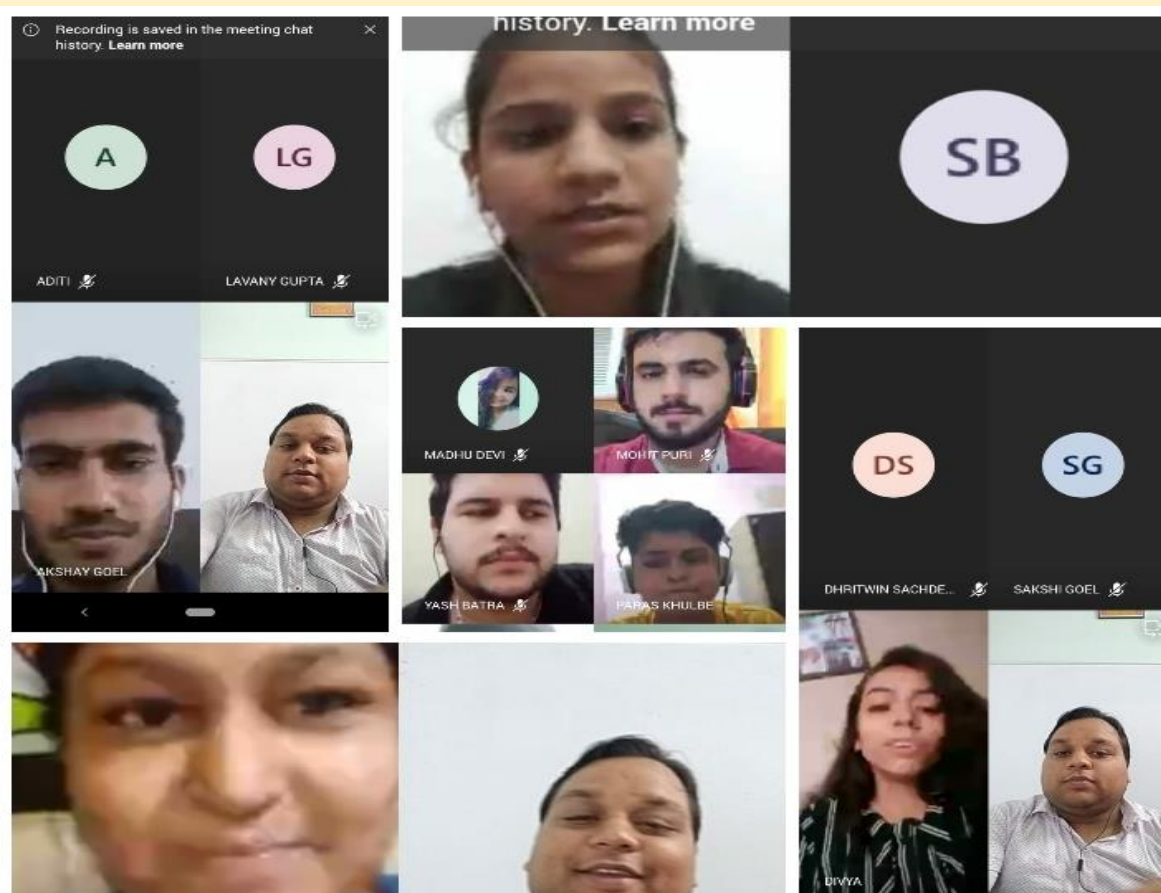 Recording is saved in the meeting chat
history. Learn more
A
LG
ADITI
LAVANY GUPTA
AKSHAY GOEL
history. Learn more
SB
MADHU DEVI
MOHIT PURI
YASH BATRA
PARAS KHULBE
DS
SG
DHRITWIN SACHDE...
SAKSHI GOEL
DIVYA